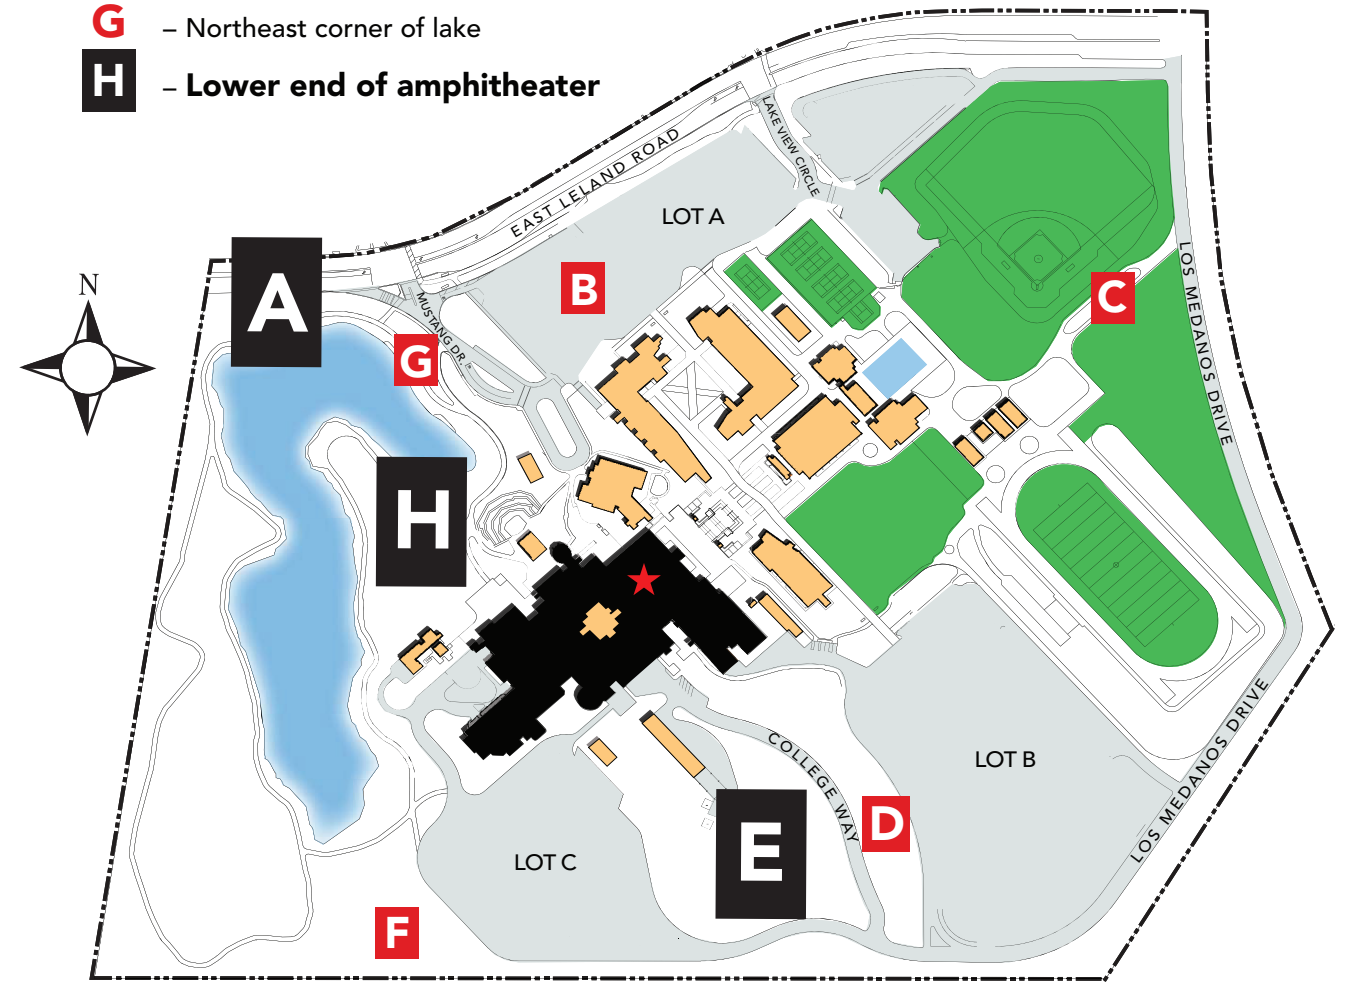 G – Northeast corner of lake
H – Lower end of amphitheater
N
EAST LELAND ROAD
LAKE VIEW CIRCLE
LOT A
A
B
C
LOS MEDANOS DRIVE
MUSTANG DR.
G
H
COLLEGE WAY
LOT B
LOS MEDANOS DRIVE
D
E
LOT C
F